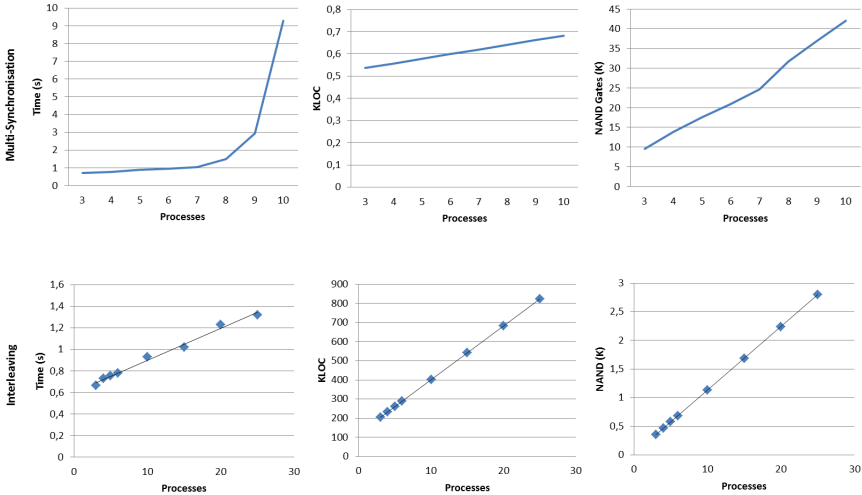 Multi-Synchronisation
Time (s)
10
9
8
7
6
5
4
3
2
1
0
3 4 5 6 7 8 9 10
Processes
KLOC
0,8
0,7
0,6
0,5
0,4
0,3
0,2
0,1
0
3 4 5 6 7 8 9 10
Processes
NAND Gates (K)
45
40
35
30
25
20
15
10
5
0
3 4 5 6 7 8 9 10
Processes
Interleaving
Time (s)
1,6
1,4
1,2
1
0,8
0,6
0,4
0,2
0
0 10 20 30
Processes
KLOC
900
800
700
600
500
400
300
200
100
0
0 10 20 30
Processes
NAND (K)
3
2,5
2
1,5
1
0,5
0
0 10 20 30
Processes